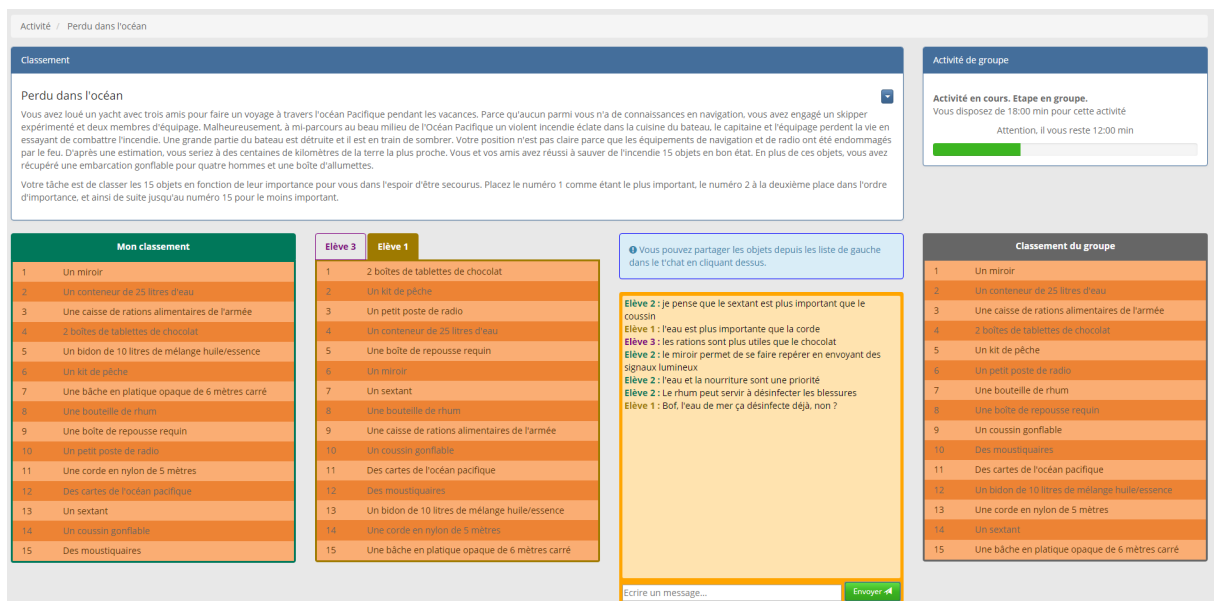 Activité / Perdu dans l'océan
Classement
Perdu dans l'océan
Vous avez loué un yacht avec trois amis pour faire un voyage à travers l'océan Pacifique pendant les vacances. Parce qu'aucun parmi vous n'a de connaissances en navigation, vous avez engagé un skipper
expérimenté et deux membres d'équipage. Malheureusement, à mi-parcours au beau milieu de l'Océan Pacifique un violent incendie éclate dans la cuisine du bateau, le capitaine et l'équipage perdent la vie en
essayant de combattre l'incendie. Une grande partie du bateau est détruite et il est en train de sombrer. Votre position n'est pas claire parce que les équipements de navigation et de radio ont été endommagés
par le feu. D'après une estimation, vous seriez à des centaines de kilomètres de la terre la plus proche. Vous et vos amis avez réussi à sauver de l'incendie 15 objets en bon état. En plus de ces objets, vous avez
récupéré une embarcation gonflable pour quatre hommes et une boîte d'allumettes.
Votre tâche est de classer les 15 objets en fonction de leur importance pour vous dans l'espoir d'être secourus. Placez le numéro 1 comme étant le plus important, le numéro 2 à la deuxième place dans l'ordre
d'importance, et ainsi de suite jusqu'au numéro 15 pour le moins important.
Activité de groupe
Activité en cours. Etape en groupe.
Vous disposez de 18:00 min pour cette activité
Attention, il vous reste 12:00 min
Mon classement
1 Un miroir
2 Un conteneur de 25 litres d'eau
3 Une caisse de rations alimentaires de l'armée
4 2 boîtes de tablettes de chocolat
5 Un bidon de 10 litres de mélange huile/essence
6 Un kit de pêche
7 Une bâche en platique opaque de 6 mètres carré
8 Une bouteille de rhum
9 Une boîte de repousse requin
10 Un petit poste de radio
11 Une corde en nylon de 5 mètres
12 Des cartes de l'océan pacifique
13 Un sextant
14 Un coussin gonflable
15 Des moustiquaires
Elève 3 Elève 1
1 2 boîtes de tablettes de chocolat
2 Un kit de pêche
3 Un petit poste de radio
4 Un conteneur de 25 litres d'eau
5 Une boîte de repousse requin
6 Un miroir
7 Un sextant
8 Une bouteille de rhum
9 Une caisse de rations alimentaires de l'armée
10 Un coussin gonflable
11 Des cartes de l'océan pacifique
12 Des moustiquaires
13 Un bidon de 10 litres de mélange huile/essence
14 Une corde en nylon de 5 mètres
15 Une bâche en platique opaque de 6 mètres carré
Vous pouvez partager les objets depuis les liste de gauche
dans le t'chat en cliquant dessus.
Elève 2 : je pense que le sextant est plus important que le
coussin
Elève 1 : l'eau est plus importante que la corde
Elève 3 : les rations sont plus utiles que le chocolat
Elève 2 : le miroir permet de se faire repérer en envoyant des
signaux lumineux
Elève 2 : l'eau et la nourriture sont une priorité
Elève 2 : Le rhum peut servir à désinfecter les blessures
Elève 1 : Bof, l'eau de mer ça désinfecte déjà, non ?
Ecrire un message...
Envoyer
Classement du groupe
1 Un miroir
2 Un conteneur de 25 litres d'eau
3 Une caisse de rations alimentaires de l'armée
4 2 boîtes de tablettes de chocolat
5 Un kit de pêche
6 Un petit poste de radio
7 Une bouteille de rhum
8 Une boîte de repousse requin
9 Un coussin gonflable
10 Des moustiquaires
11 Des cartes de l'océan pacifique
12 Un bidon de 10 litres de mélange huile/essence
13 Une corde en nylon de 5 mètres
14 Un sextant
15 Une bâche en platique opaque de 6 mètres carré